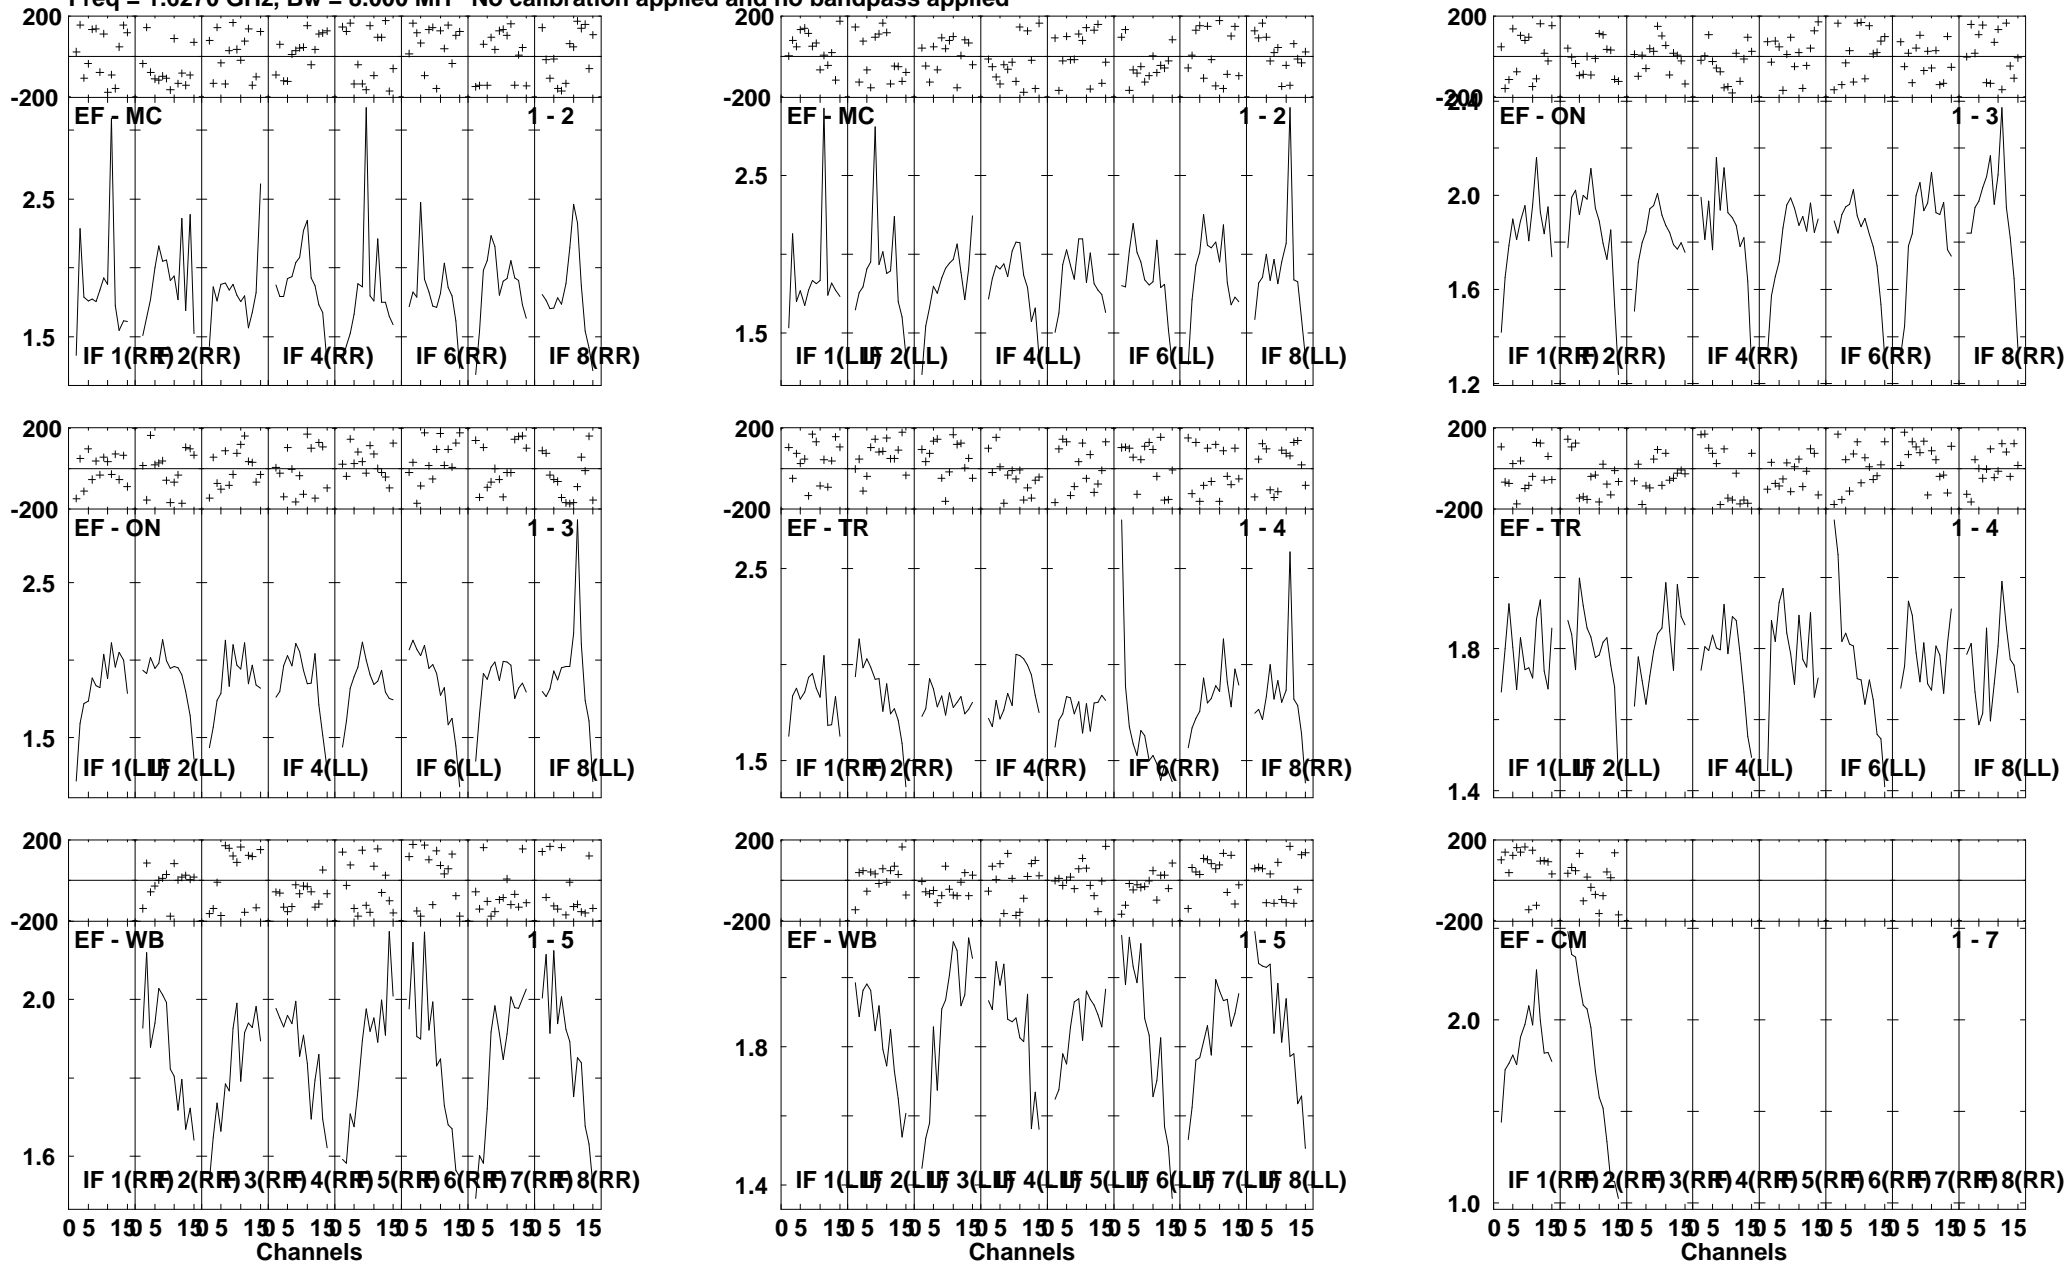 Freq = 1.6276 GHz, Bw = 8.000 MH No calibration applied and no bandpass applied
200 200 200
-200 -200 -200
2.4
EF - MC 1 - 2 EF - MC 1 - 2 EF - ON 1 - 3
2.5 2.5 2.0
1.6
1.5 1.5
IF 1(RR) IF 2(RR) IF 4(RR) IF 6(RR) IF 8(RR) IF 1(LL) IF 2(LL) IF 4(LL) IF 6(LL) IF 8(LL) IF 1(RR) IF 2(RR) IF 4(RR) IF 6(RR) IF 8(RR)
1.2
200 200 200
-200 -200 -200
EF - ON 1 - 3 EF - TR 1 - 4 EF - TR 1 - 4
2.5 2.5
1.8
1.5 1.5
IF 1(LL) IF 2(LL) IF 4(LL) IF 6(LL) IF 8(LL) IF 1(RR) IF 2(RR) IF 4(RR) IF 6(RR) IF 8(RR) IF 1(LL) IF 2(LL) IF 4(LL) IF 6(LL) IF 8(LL)
1.4
200 200 200
-200 -200 -200
EF - WB 1 - 5 EF - WB 1 - 5 EF - CM 1 - 7
2.0 1.8 2.0
1.6
IF 1(RR) IF 2(RR) IF 3(RR) IF 4(RR) IF 5(RR) IF 6(RR) IF 7(RR) IF 8(RR) IF 1(LL) IF 2(LL) IF 3(LL) IF 4(LL) IF 5(LL) IF 6(LL) IF 7(LL) IF 8(LL) IF 1(RR) IF 2(RR) IF 3(RR) IF 4(RR) IF 5(RR) IF 6(RR) IF 7(RR) IF 8(RR)
1.4 1.0
0 5 15 0 5 15 0 5 15 0 5 15 0 5 15 0 5 15 0 5 15 0 5 15 0 5 15 0 5 15 0 5 15 0 5 15 0 5 15 0 5 15 0 5 15 0 5 15 0 5 15 0 5 15 0 5 15 0 5 15 0 5 15 0 5 15 0 5 15 0 5 15
Channels Channels